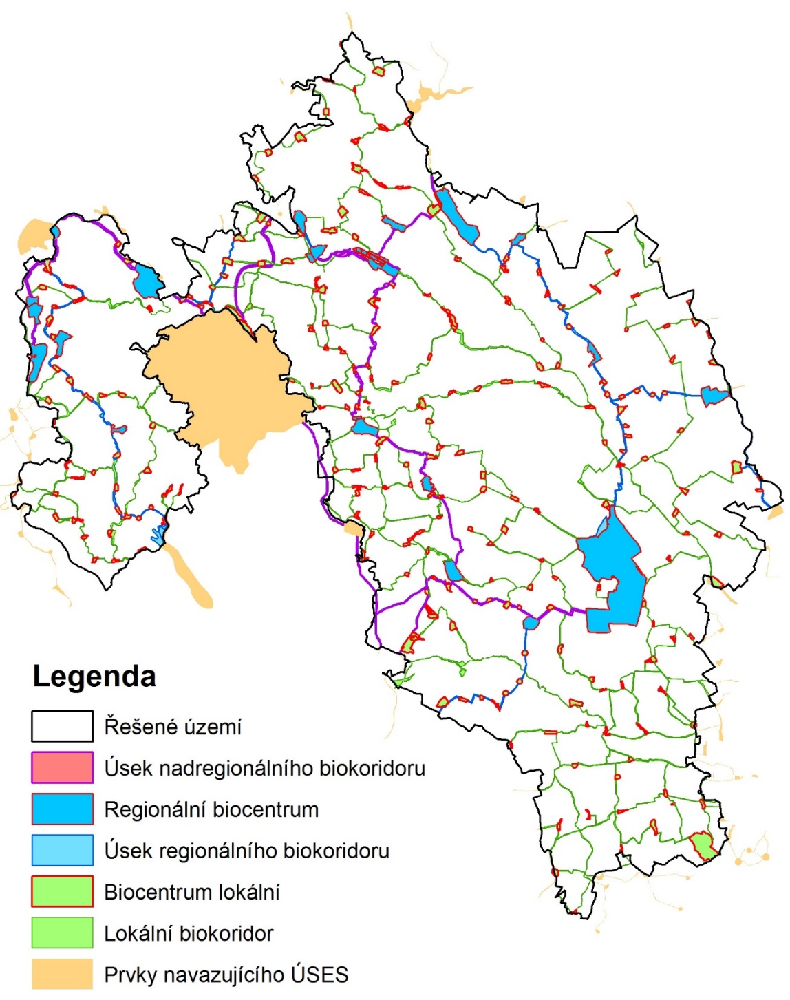 Legenda
Řešené území
Úsek nadregionálního biokoridoru
Regionální biocentrum
Úsek regionálního biokoridoru
Biocentrum lokální
Lokální biokoridor
Prvky navazujícího ÚSES